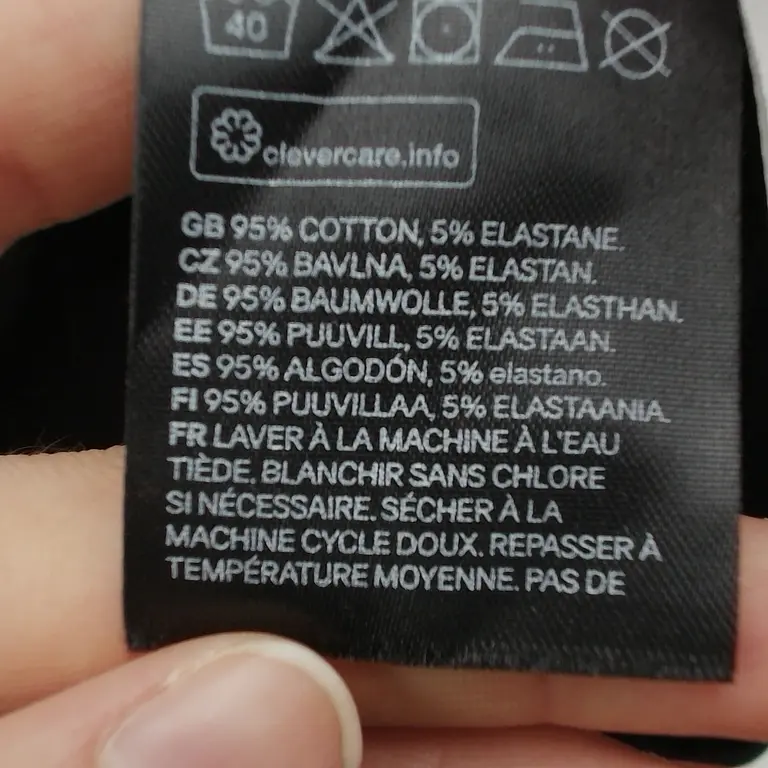 40
clevercare.info
GB 95% COTTON, 5% ELASTANE.
CZ 95% BAVLNA, 5% ELASTAN.
DE 95% BAUMWOLLE, 5% ELASTHAN.
EE 95% PUUVILL, 5% ELASTAAN.
ES 95% ALGODÓN, 5% elastano.
FI 95% PUUVILLAA, 5% ELASTAANIA.
FR LAVER À LA MACHINE À L'EAU
TIÈDE. BLANCHIR SANS CHLORE
SI NÉCESSAIRE. SÉCHER À LA
MACHINE CYCLE DOUX. REPASSER À
TEMPÉRATURE MOYENNE. PAS DE